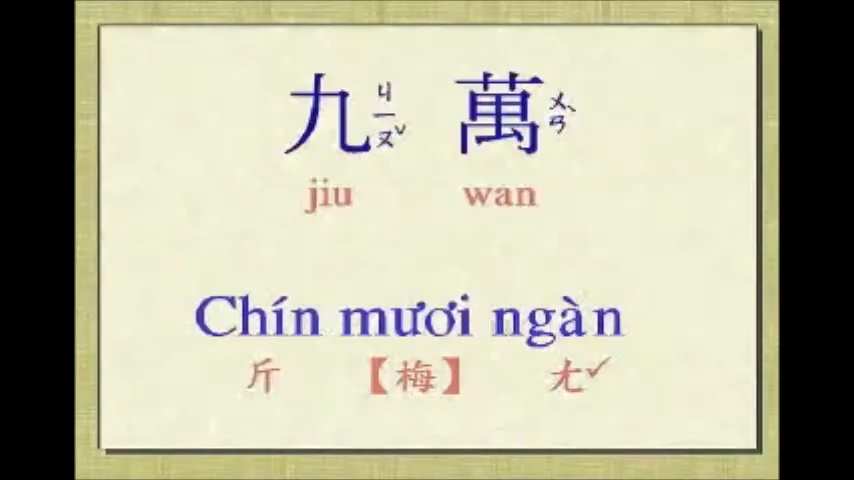 九ㄐㄧㄡˇ 萬ㄨㄢˋ
jiu wan
Chín mươi ngàn
斤 【梅】 ㄤˇ